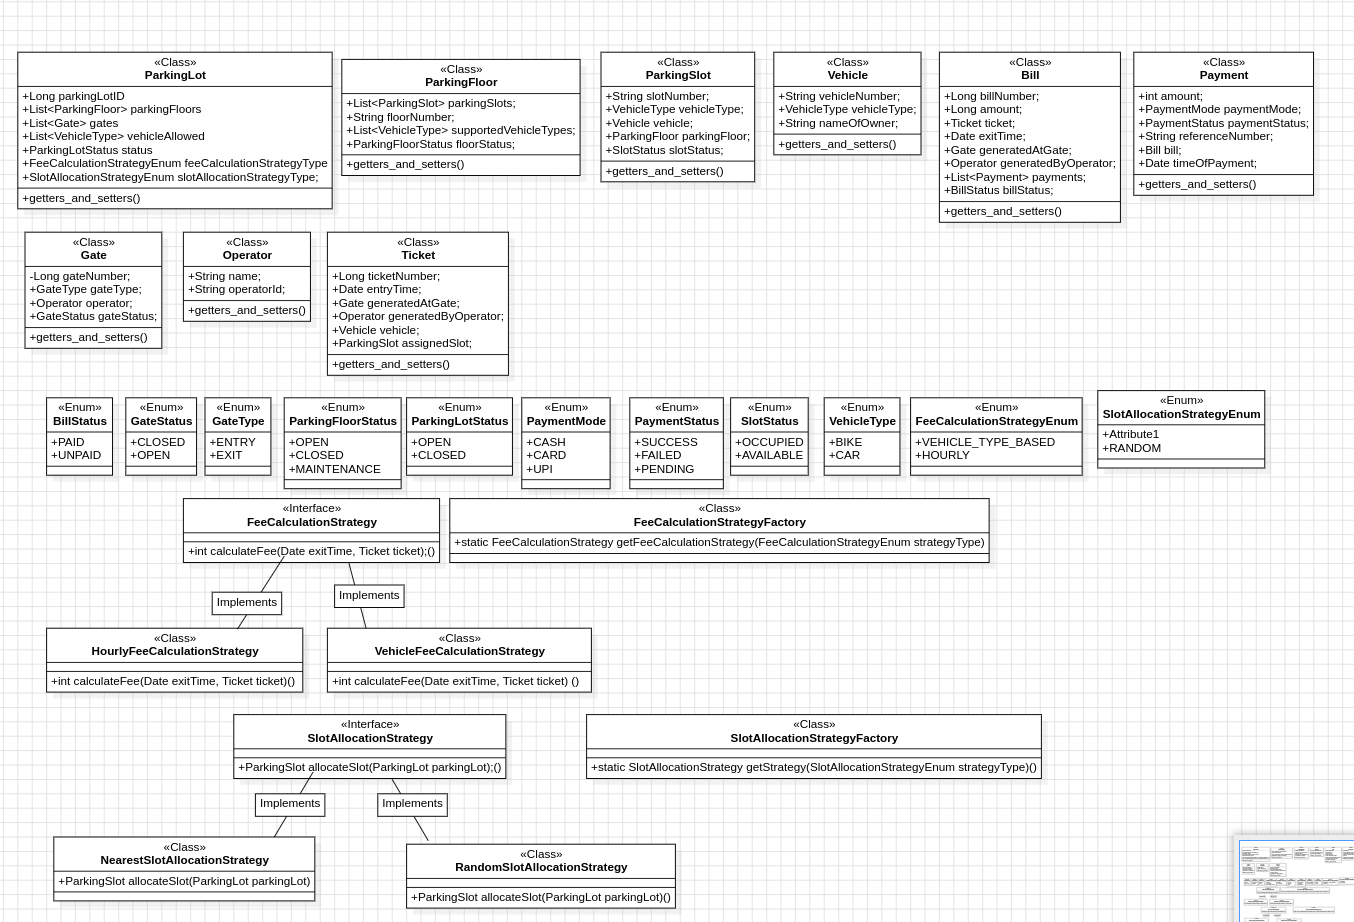 «Class»
ParkingLot
+Long parkingLotID
+List<ParkingFloor> parkingFloors
+List<Gate> gates
+List<VehicleType> vehicleAllowed
+ParkingLotStatus status
+FeeCalculationStrategyEnum feeCalculationStrategyType
+SlotAllocationStrategyEnum slotAllocationStrategyType;
+getters_and_setters()
«Class»
ParkingFloor
+List<ParkingSlot> parkingSlots;
+String floorNumber;
+List<VehicleType> supportedVehicleTypes;
+ParkingFloorStatus floorStatus;
+getters_and_setters()
«Class»
ParkingSlot
+String slotNumber;
+VehicleType vehicleType;
+Vehicle vehicle;
+ParkingFloor parkingFloor;
+SlotStatus slotStatus;
+getters_and_setters()
«Class»
Vehicle
+String vehicleNumber;
+VehicleType vehicleType;
+String nameOfOwner;
+getters_and_setters()
«Class»
Bill
+Long billNumber;
+Long amount;
+Ticket ticket;
+Date exitTime;
+Gate generatedAtGate;
+Operator generatedByOperator;
+List<Payment> payments;
+BillStatus billStatus;
+getters_and_setters()
«Class»
Payment
+int amount;
+PaymentMode paymentMode;
+PaymentStatus paymentStatus;
+String referenceNumber;
+Bill bill;
+Date timeOfPayment;
+getters_and_setters()
«Class»
Gate
-Long gateNumber;
+GateType gateType;
+Operator operator;
+GateStatus gateStatus;
+getters_and_setters()
«Class»
Operator
+String name;
+String operatorId;
+getters_and_setters()
«Class»
Ticket
+Long ticketNumber;
+Date entryTime;
+Gate generatedAtGate;
+Operator generatedByOperator;
+Vehicle vehicle;
+ParkingSlot assignedSlot;
+getters_and_setters()
«Enum»
BillStatus
+PAID
+UNPAID
«Enum»
GateStatus
+CLOSED
+OPEN
«Enum»
GateType
+ENTRY
+EXIT
«Enum»
ParkingFloorStatus
+OPEN
+CLOSED
+MAINTENANCE
«Enum»
ParkingLotStatus
+OPEN
+CLOSED
«Enum»
PaymentMode
+CASH
+CARD
+UPI
«Enum»
PaymentStatus
+SUCCESS
+FAILED
+PENDING
«Enum»
SlotStatus
+OCCUPIED
+AVAILABLE
«Enum»
VehicleType
+BIKE
+CAR
«Enum»
FeeCalculationStrategyEnum
+VEHICLE_TYPE_BASED
+HOURLY
«Enum»
SlotAllocationStrategyEnum
+Attribute1
+RANDOM
«Interface»
FeeCalculationStrategy
+int calculateFee(Date exitTime, Ticket ticket);()
«Class»
FeeCalculationStrategyFactory
+static FeeCalculationStrategy getFeeCalculationStrategy(FeeCalculationStrategyEnum strategyType)
Implements
Implements
«Class»
HourlyFeeCalculationStrategy
+int calculateFee(Date exitTime, Ticket ticket)()
«Class»
VehicleFeeCalculationStrategy
+int calculateFee(Date exitTime, Ticket ticket) ()
«Interface»
SlotAllocationStrategy
+ParkingSlot allocateSlot(ParkingLot parkingLot);()
«Class»
SlotAllocationStrategyFactory
+static SlotAllocationStrategy getStrategy(SlotAllocationStrategyEnum strategyType)()
Implements
Implements
«Class»
NearestSlotAllocationStrategy
+ParkingSlot allocateSlot(ParkingLot parkingLot)
«Class»
RandomSlotAllocationStrategy
+ParkingSlot allocateSlot(ParkingLot parkingLot)()